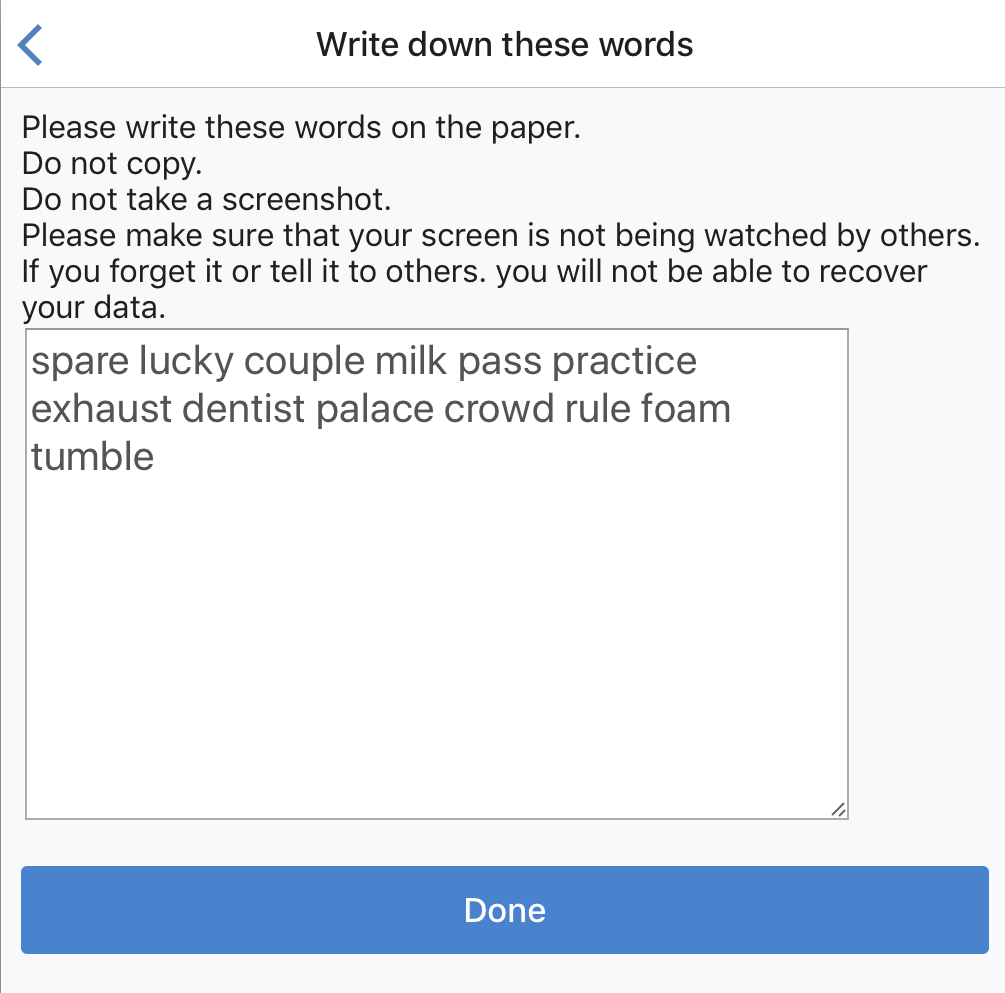 Write down these words
Please write these words on the paper.
Do not copy.
Do not take a screenshot.
Please make sure that your screen is not being watched by others.
If you forget it or tell it to others. you will not be able to recover
your data.
spare lucky couple milk pass practice
exhaust dentist palace crowd rule foam
tumble
Done